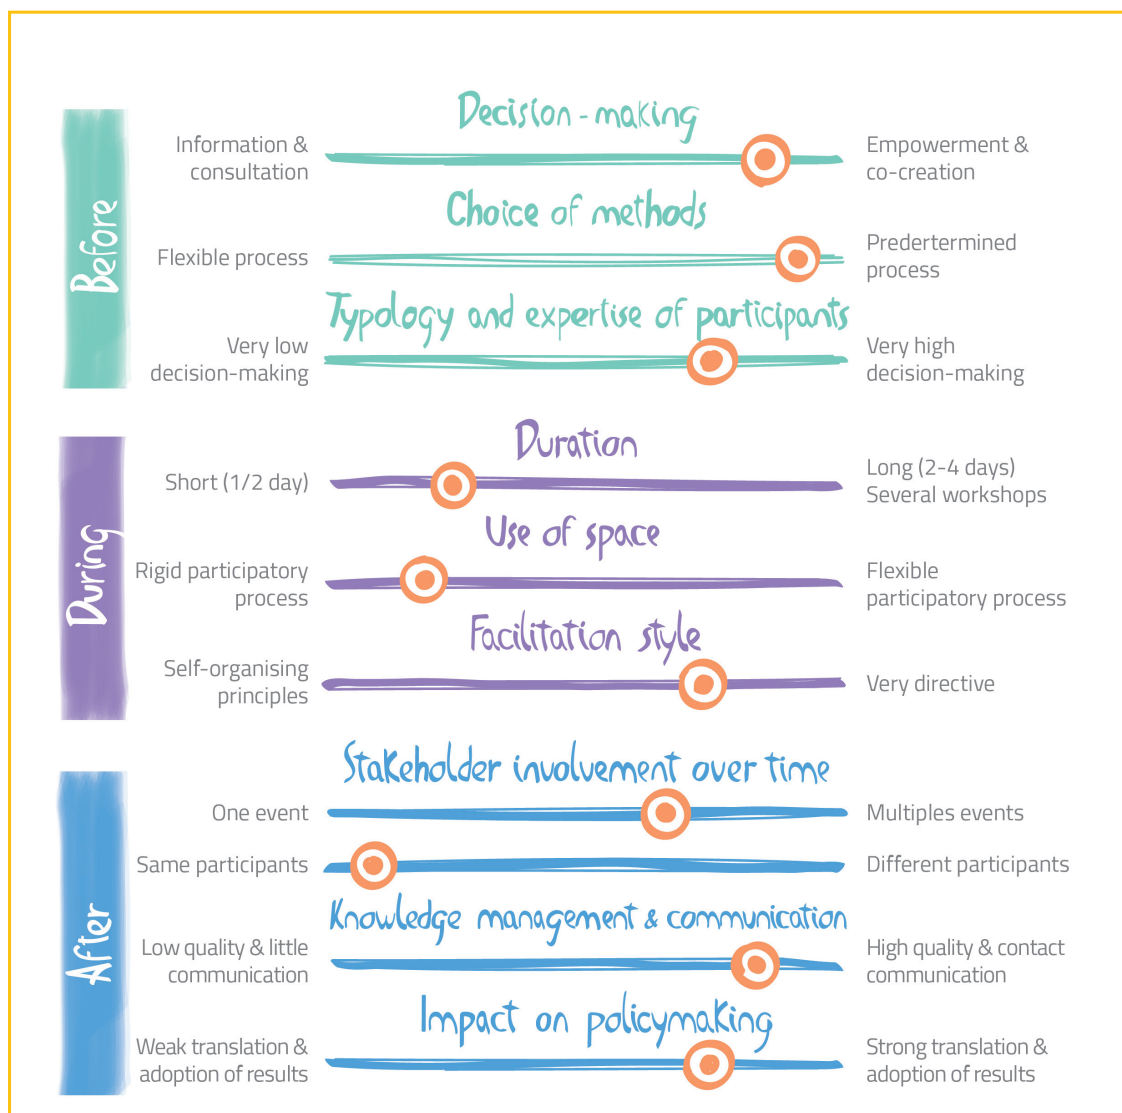 Before
Decision-making
Information &
consultation
Empowerment &
co-creation
Choice of methods
Flexible process
Predertermined
process
Typology and expertise of participants
Very low
decision-making
Very high
decision-making
During
Duration
Short (1/2 day)
Long (2-4 days)
Several workshops
Use of space
Rigid participatory
process
Flexible
participatory process
Facilitation style
Self-organising
principles
Very directive
After
Stakeholder involvement over time
One event
Multiples events
Same participants
Different participants
Knowledge management & communication
Low quality & little
communication
High quality & contact
communication
Impact on policymaking
Weak translation &
adoption of results
Strong translation &
adoption of results